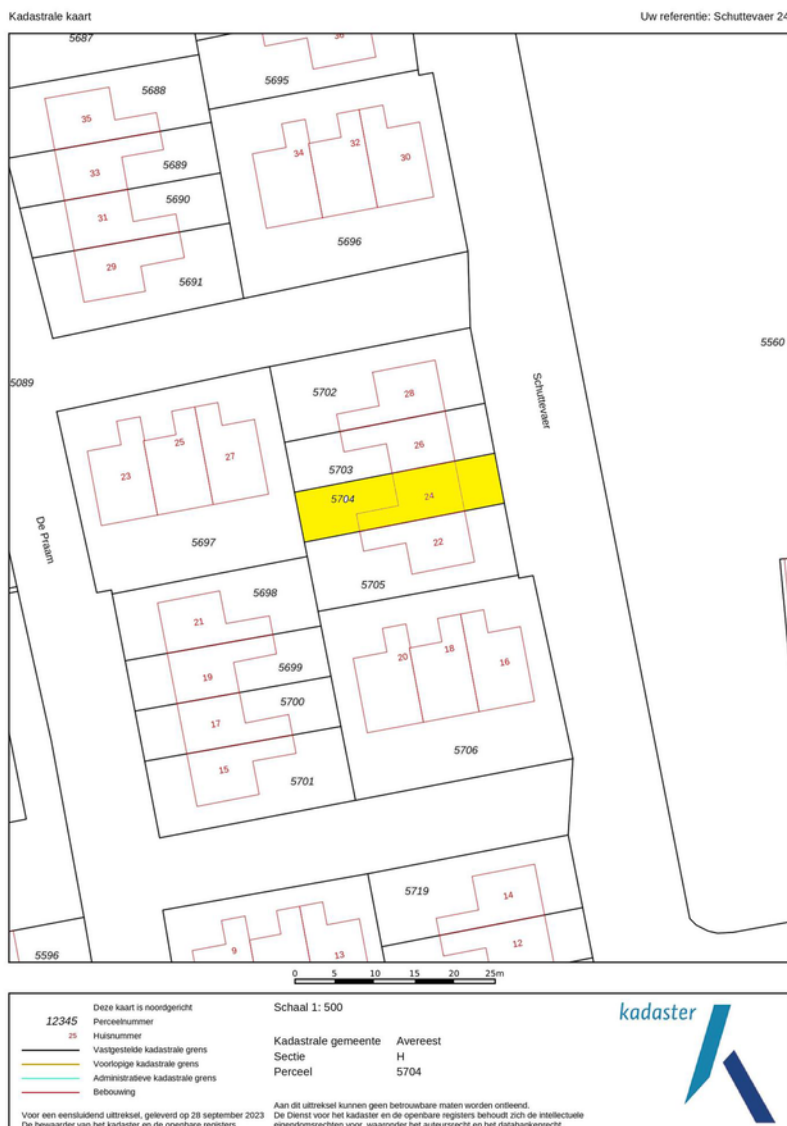 Kadastrale kaart
Uw referentie: Schuttevaer 24
5687
36
5695
5688
35
34
32
30
33
5689
5690
31
5696
29
5691
5560
5089
5702
28
Schuttevaer
25
26
23
27
5703
5704
24
De Praam
5697
22
5705
5698
21
20
18
16
19
5699
5700
17
5706
15
5701
5719
14
9
13
12
5596
0 5 10 15 20 25m
Deze kaart is noordgericht
12345 Perceelnummer
25 Huisnummer
Vastgestelde kadastrale grens
Voorlopige kadastrale grens
Administratieve kadastrale grens
Bebouwing
Schaal 1: 500
Kadastrale gemeente Avereest
Sectie H
Perceel 5704
kadaster
Voor een eensluidend uittreksel, geleverd op 28 september 2023
De bewaarder van het kadaster en de openbare registers
Aan dit uittreksel kunnen geen betrouwbare maten worden ontleend.
De Dienst voor het kadaster en de openbare registers behoudt zich de intellectuele
eigendomsrechten voor, waaronder het auteursrecht en het databankenrecht.